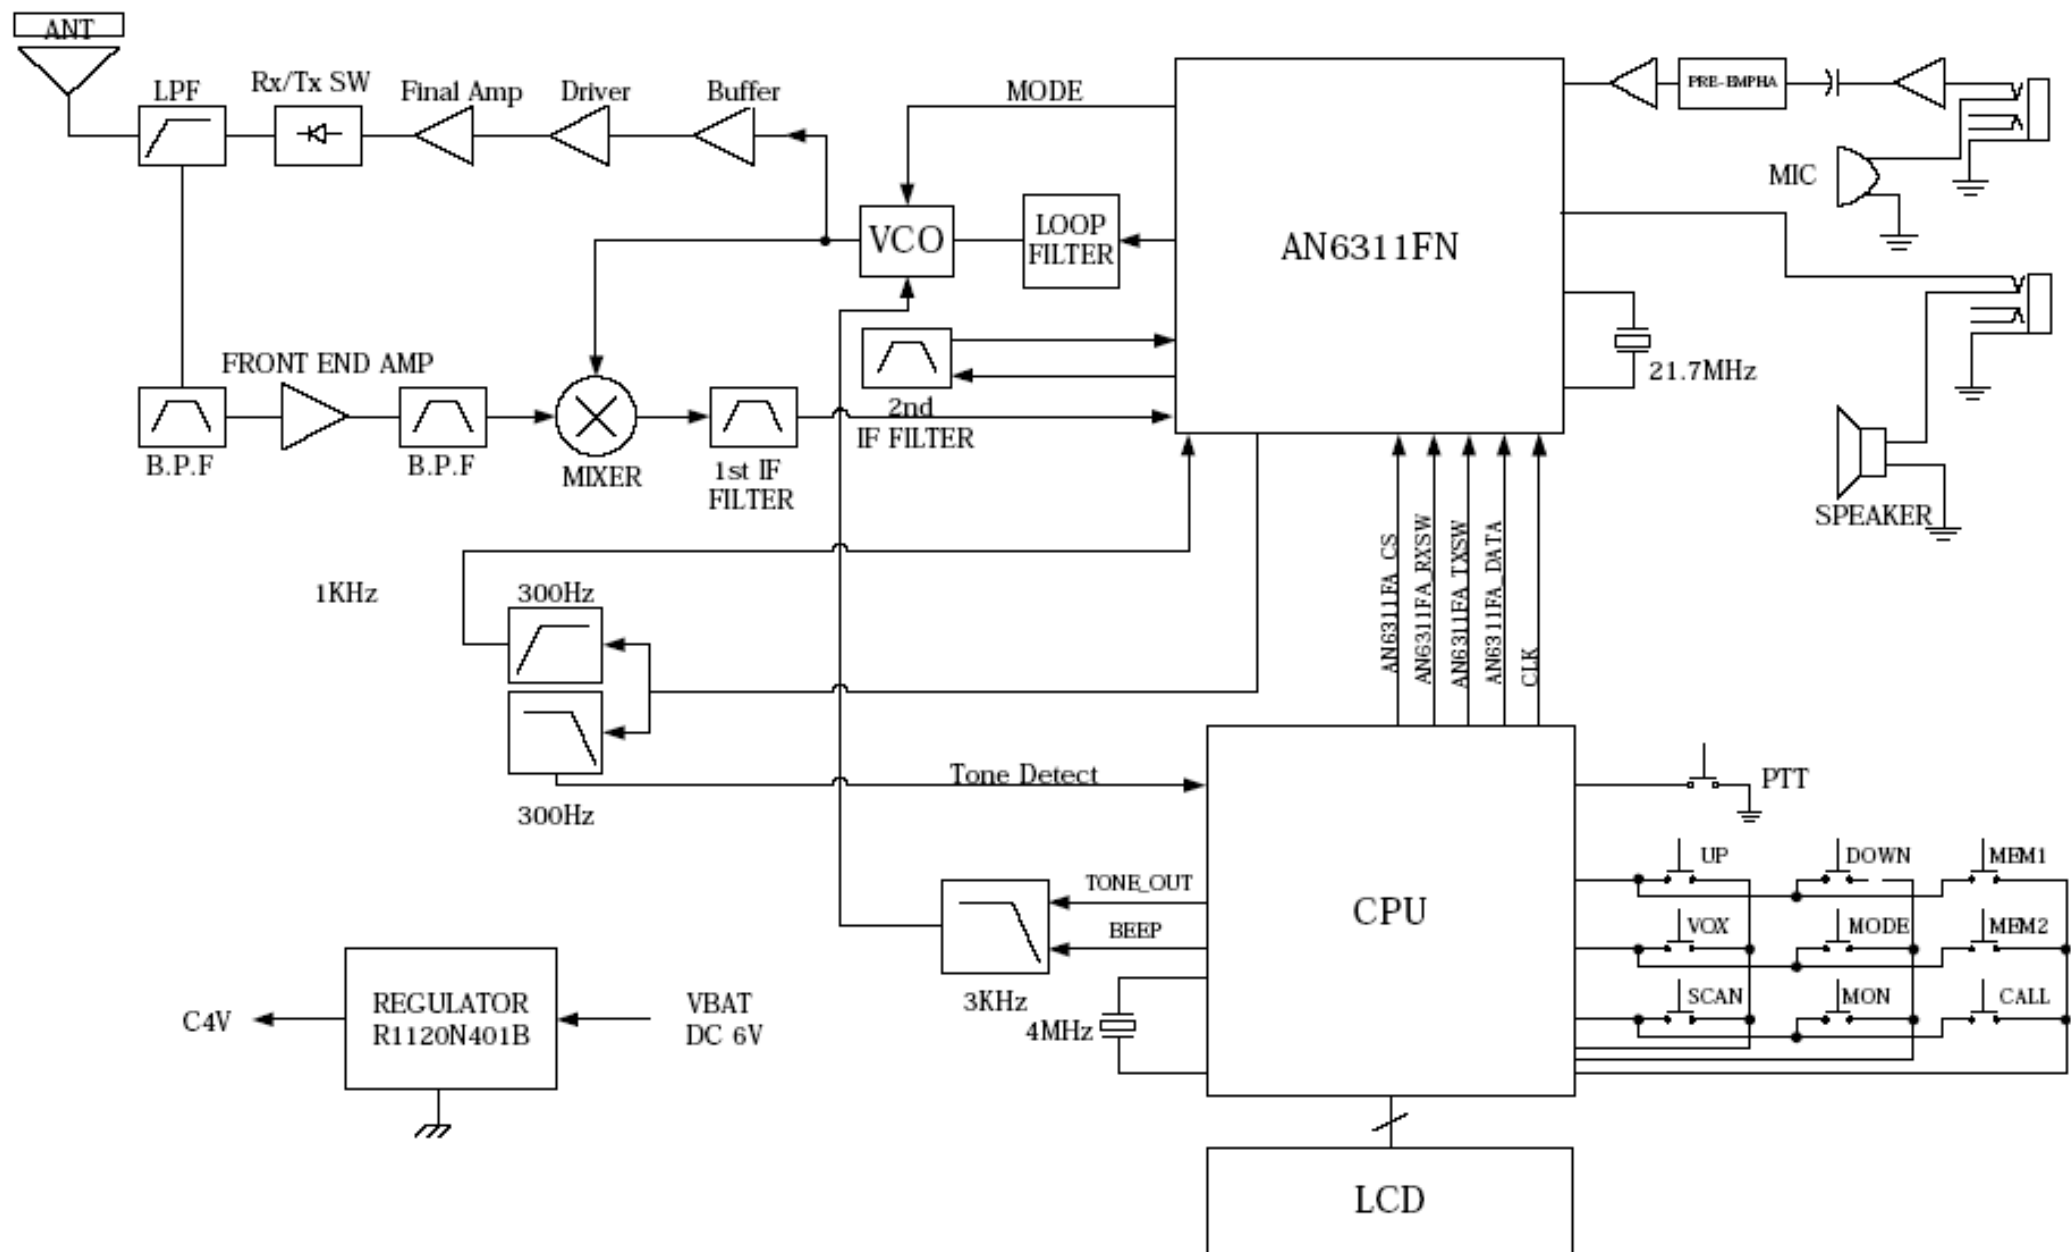 ANT
LPF
Rx/Tx SW
Final Amp
Driver
Buffer
MODE
PRE-EMPHA
MIC
VCO
LOOP
FILTER
AN6311FN
21.7MHz
FRONT END AMP
B.P.F
B.P.F
MIXER
1st IF
FILTER
2nd
IF FILTER
SPEAKER
AN6311FA_CS
AN6311FA_RXSW
AN6311FA_TXSW
AN6311FA_DATA
CLK
1KHz
300Hz
300Hz
Tone Detect
PTT
TONE_OUT
BEEP
3KHz
4MHz
CPU
UP
DOWN
MEM1
VOX
MODE
MEM2
SCAN
MON
CALL
C4V
REGULATOR
R1120N401B
VBAT
DC 6V
LCD